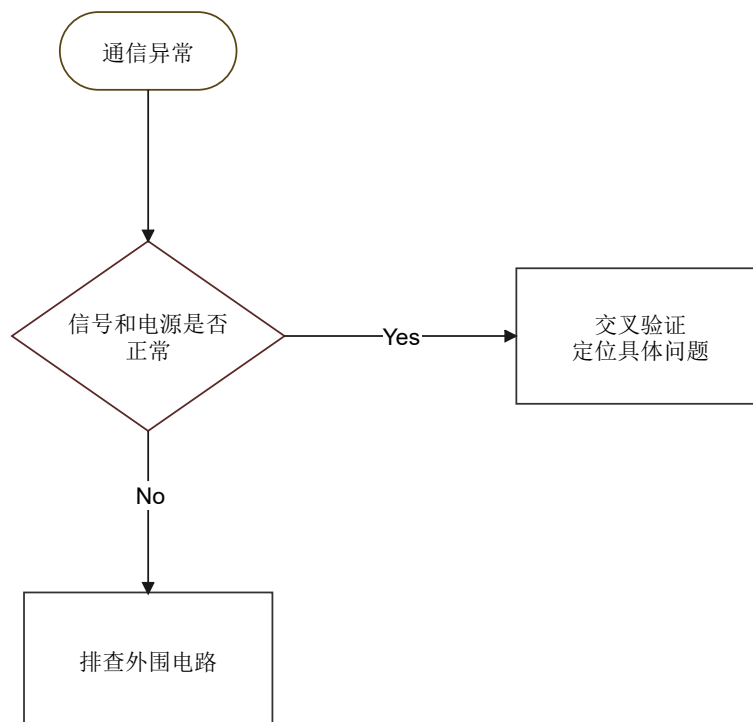 通信异常
信号和电源是否
正常
Yes
交叉验证
定位具体问题
No
排查外围电路